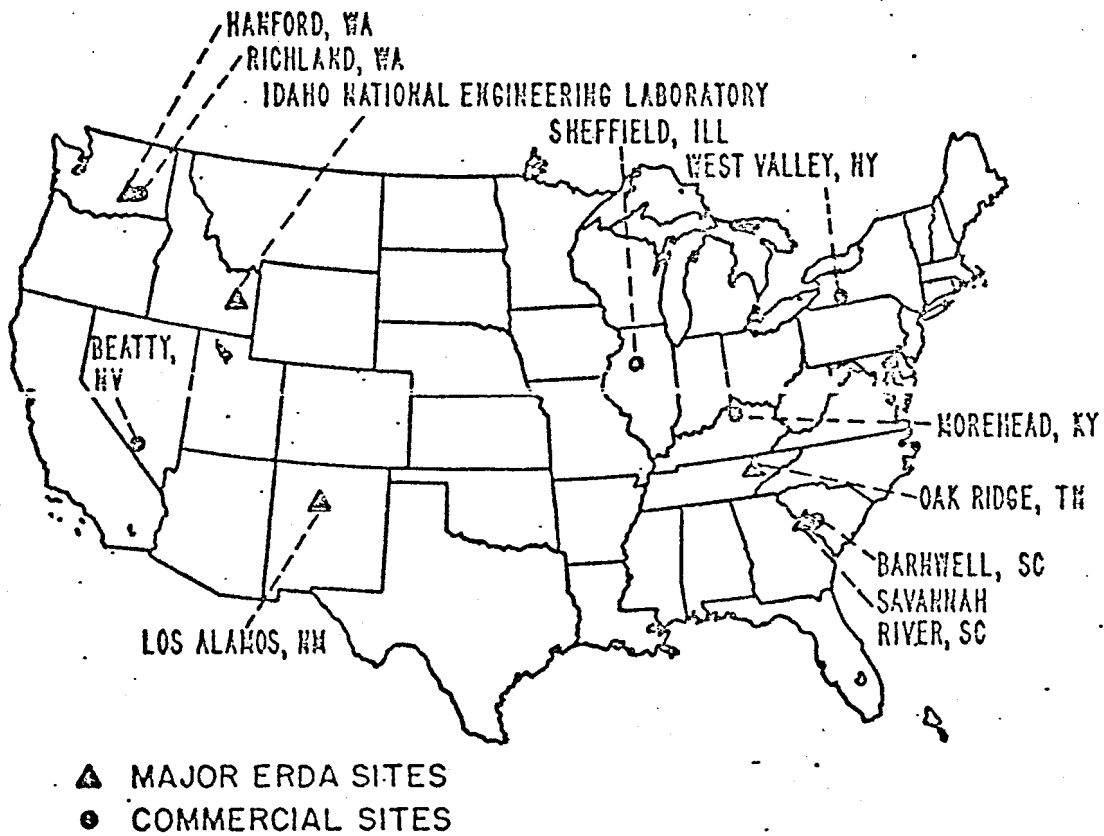 HANFORD, WA
RICHLAND, WA
IDAHO NATIONAL ENGINEERING LABORATORY
SHEFFIELD, ILL
WEST VALLEY, NY
BEATTY,
NV
MOREHEAD, KY
OAK RIDGE, TN
BARNWELL, SC
SAVANNAH
RIVER, SC
LOS ALAMOS, NM
MAJOR ERDA SITES
COMMERCIAL SITES